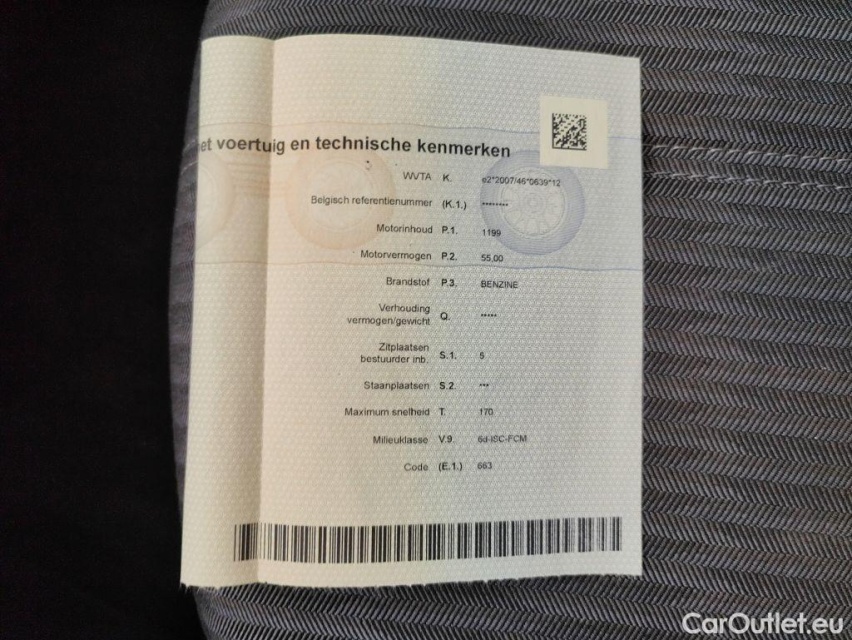 et voertuig en technische kenmerken
WVTA K. e2*2007/46*0639*12
Belgisch referentienummer (K.1.) ********
Motorinhoud P.1. 1199
Motorvermogen P.2. 55,00
Brandstof P.3. BENZINE
Verhouding
vermogen/gewicht Q. *****
Zitplaatsen
bestuurder inb. S.1. 5
Staanplaatsen S.2. ***
Maximum snelheid T. 170
Milieuklasse V.9. 6d-ISC-FCM
Code (E.1.) 663
CarOutlet.eu